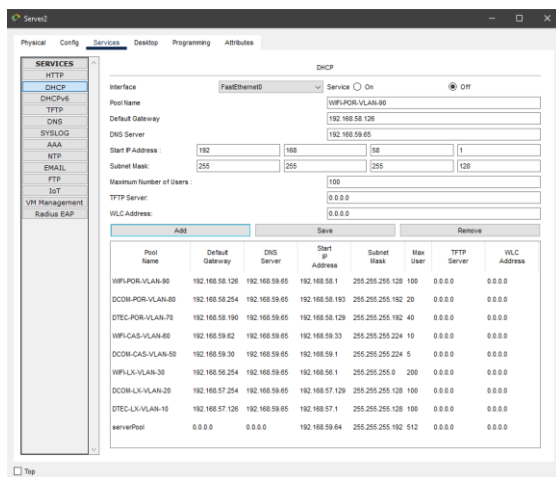 Server2
Physical Config Services Desktop Programming Attributes
SERVICES
HTTP
DHCP
DHCPv6
TFTP
DNS
SYSLOG
AAA
NTP
EMAIL
FTP
IoT
VM Management
Radius EAP
DHCP
Interface FastEthernet0 Service On Off
Pool Name WIFI-POR-VLAN-90
Default Gateway 192.168.58.126
DNS Server 192.168.59.65
Start IP Address : 192 168 58 1
Subnet Mask: 255 255 255 128
Maximum Number of Users : 100
TFTP Server: 0.0.0.0
WLC Address: 0.0.0.0
Add Save Remove
Pool Name Default Gateway DNS Server Start IP Address Subnet Mask Max User TFTP Server WLC Address
WIFI-POR-VLAN-90 192.168.58.126 192.168.59.65 192.168.58.1 255.255.255.128 100 0.0.0.0 0.0.0.0
DCOM-POR-VLAN-80 192.168.58.254 192.168.59.65 192.168.58.193 255.255.255.192 20 0.0.0.0 0.0.0.0
DTEC-POR-VLAN-70 192.168.58.190 192.168.59.65 192.168.58.129 255.255.255.192 40 0.0.0.0 0.0.0.0
WIFI-CAS-VLAN-60 192.168.59.62 192.168.59.65 192.168.59.33 255.255.255.224 10 0.0.0.0 0.0.0.0
DCOM-CAS-VLAN-50 192.168.59.30 192.168.59.65 192.168.59.1 255.255.255.224 5 0.0.0.0 0.0.0.0
WIFI-LX-VLAN-30 192.168.56.254 192.168.59.65 192.168.56.1 255.255.255.0 200 0.0.0.0 0.0.0.0
DCOM-LX-VLAN-20 192.168.57.254 192.168.59.65 192.168.57.129 255.255.255.128 100 0.0.0.0 0.0.0.0
DTEC-LX-VLAN-10 192.168.57.126 192.168.59.65 192.168.57.1 255.255.255.128 100 0.0.0.0 0.0.0.0
serverPool 0.0.0.0 0.0.0.0 192.168.59.64 255.255.255.192 512 0.0.0.0 0.0.0.0
Top